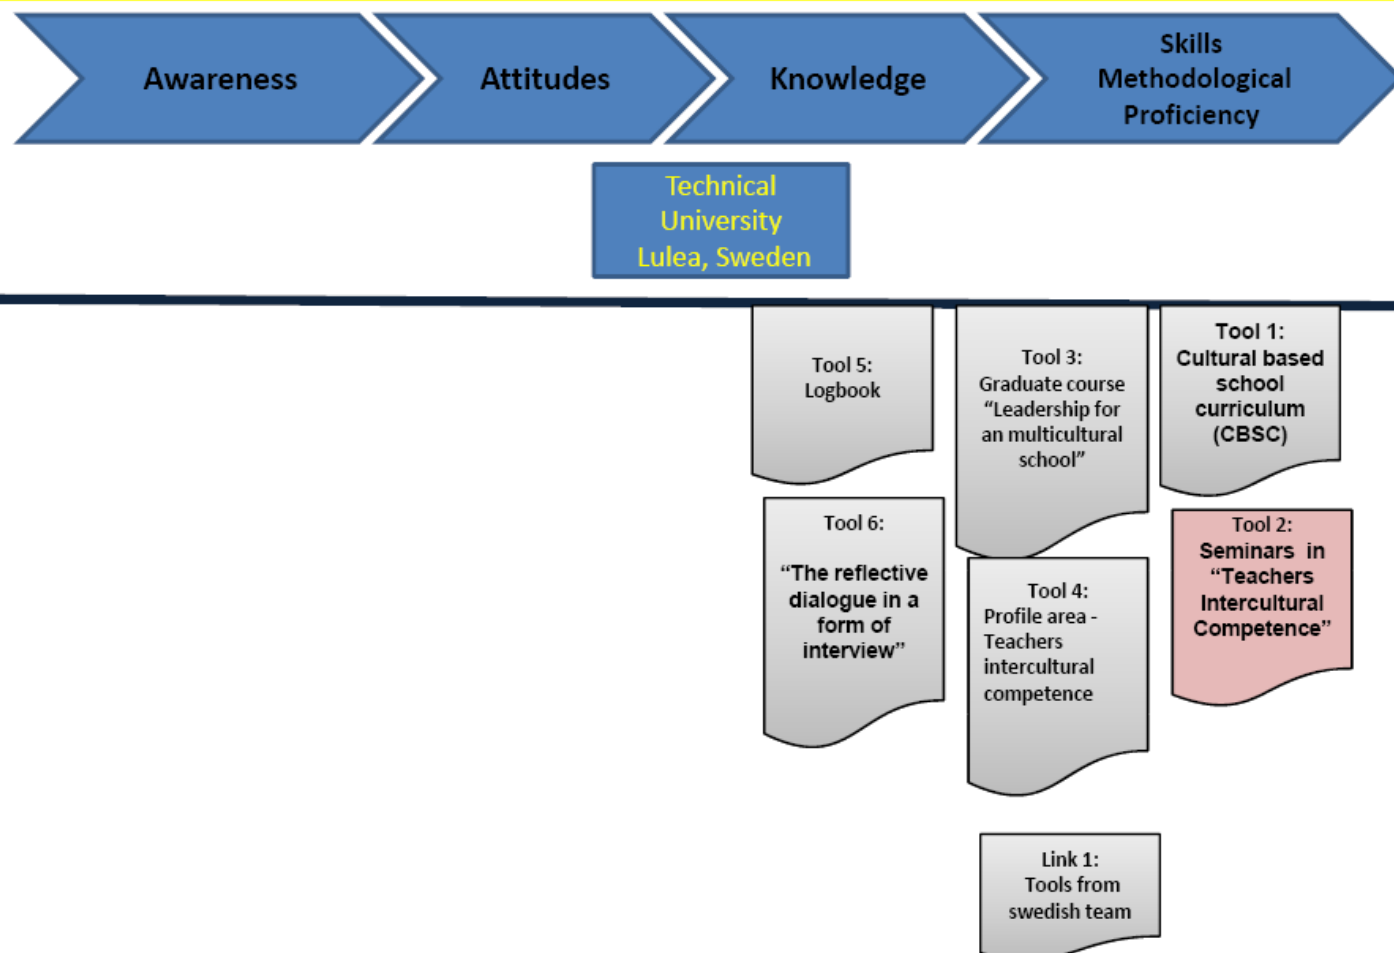 Awareness
Attitudes
Knowledge
Skills
Methodological
Proficiency
Technical
University
Lulea, Sweden
Tool 5:
Logbook
Tool 3:
Graduate course
“Leadership for
an multicultural
school”
Tool 1:
Cultural based
school
curriculum
(CBSC)
Tool 6:
“The reflective
dialogue in a
form of
interview”
Tool 4:
Profile area -
Teachers
intercultural
competence
Tool 2:
Seminars in
“Teachers
Intercultural
Competence”
Link 1:
Tools from
swedish team